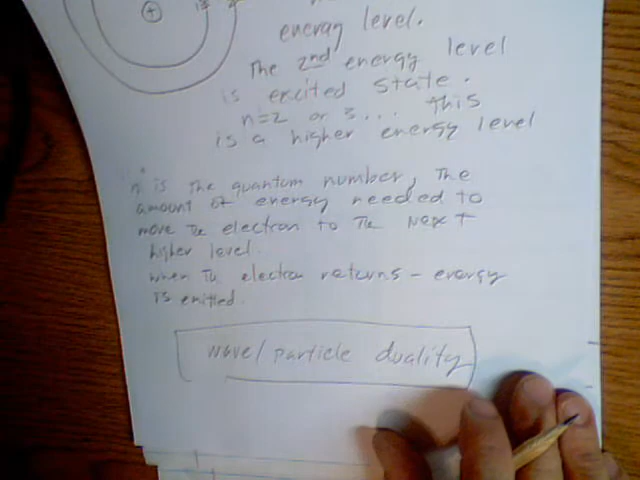 energy level.
The 2nd energy level
is excited state.
n=2 or 3... this
is a higher energy level
"n" is The quantum number, The
amount of energy needed to
move The electron to The Next
higher level.
when The electron returns - energy
is emitted.
wave/particle duality